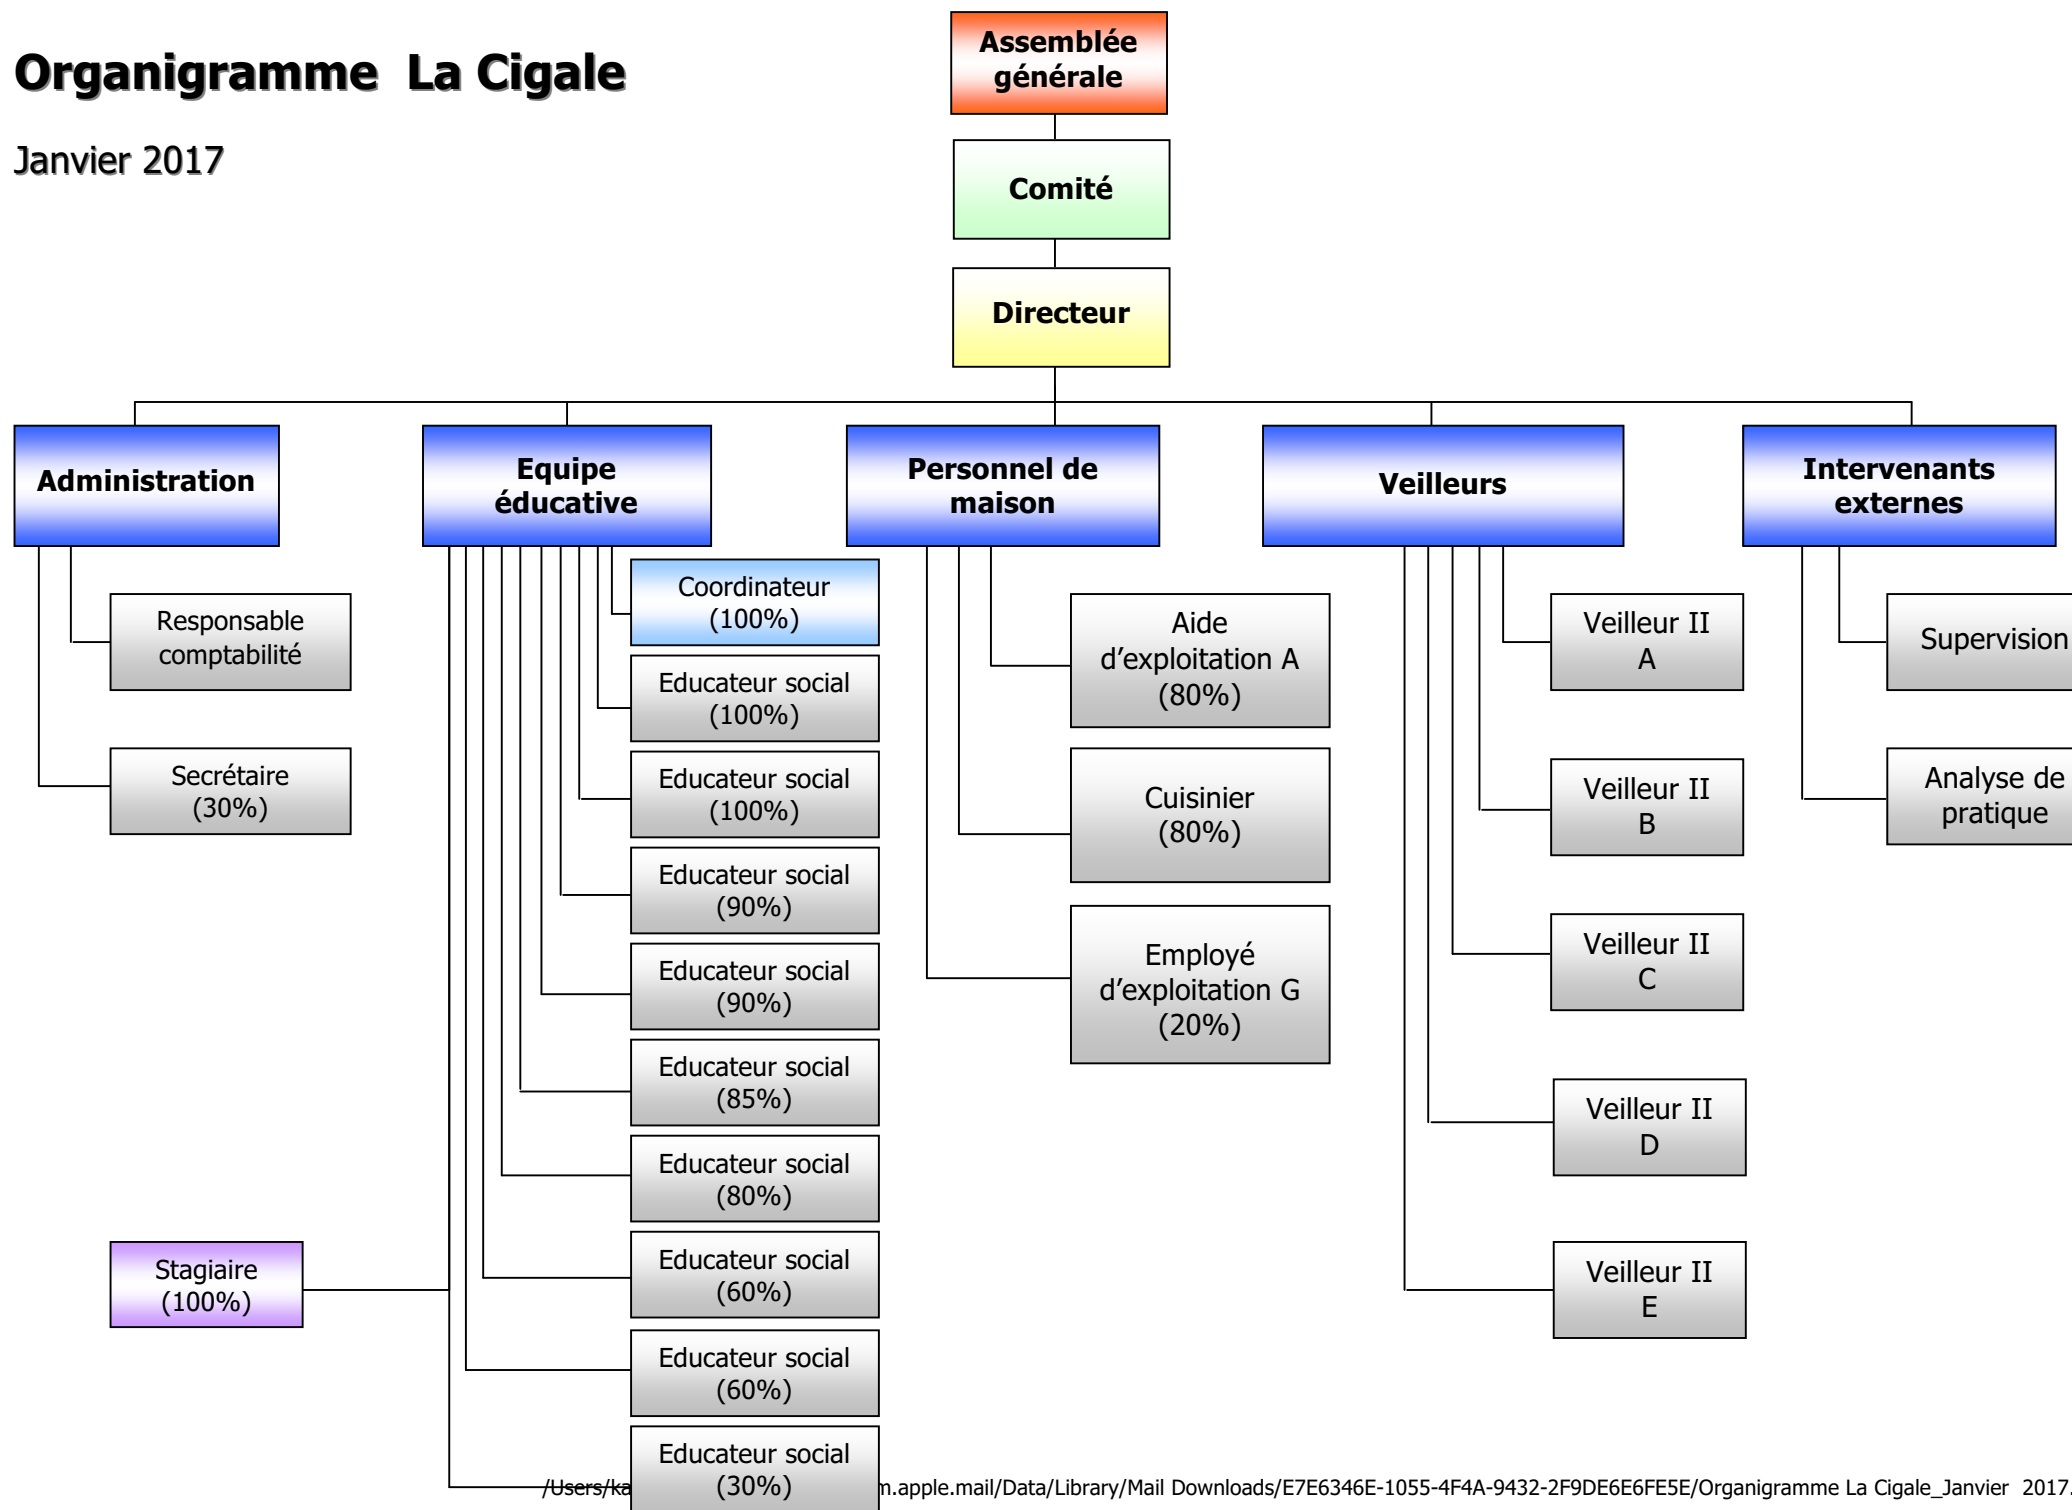 Organigramme La Cigale
Janvier 2017
Assemblée
générale
Comité
Directeur
Administration
Responsable
comptabilité
Secrétaire
(30%)
Equipe
éducative
Coordinateur
(100%)
Educateur social
(100%)
Educateur social
(100%)
Educateur social
(90%)
Educateur social
(90%)
Educateur social
(85%)
Educateur social
(80%)
Educateur social
(60%)
Educateur social
(60%)
Educateur social
(30%)
Stagiaire
(100%)
Personnel de
maison
Aide
d’exploitation A
(80%)
Cuisinier
(80%)
Employé
d’exploitation G
(20%)
Veilleurs
Veilleur II
A
Veilleur II
B
Veilleur II
C
Veilleur II
D
Veilleur II
E
Intervenants
externes
Supervision
Analyse de
pratique
/Users/ka m.apple.mail/Data/Library/Mail Downloads/E7E6346E-1055-4F4A-9432-2F9DE6E6FE5E/Organigramme La Cigale_Janvier 2017.